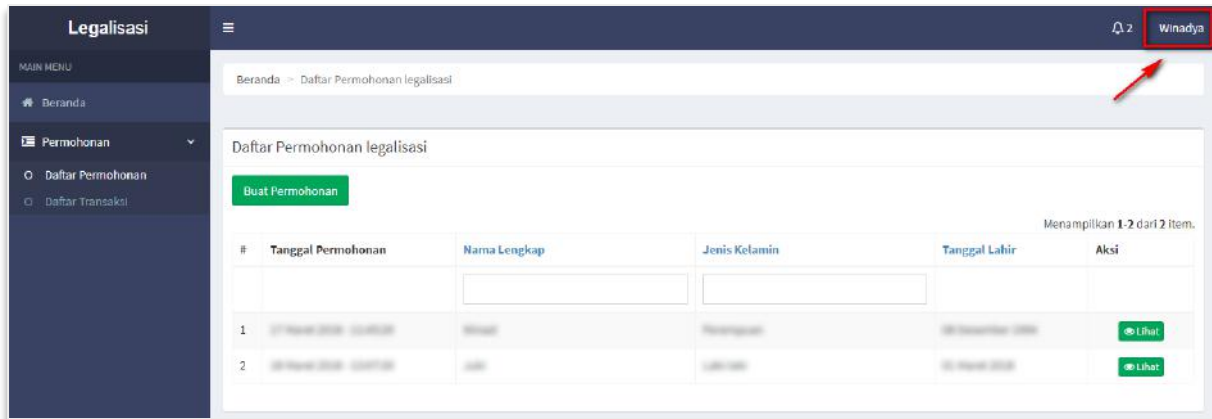 Legalisasi
2 Winadya
MAIN MENU
Beranda > Daftar Permohonan legalisasi
Beranda
Permohonan
Daftar Permohonan legalisasi
Daftar Permohonan
Buat Permohonan
Daftar Transaksi
Menampilkan 1-2 dari 2 item.
# Tanggal Permohonan Nama Lengkap Jenis Kelamin Tanggal Lahir Aksi
1 Lihat
2 Lihat